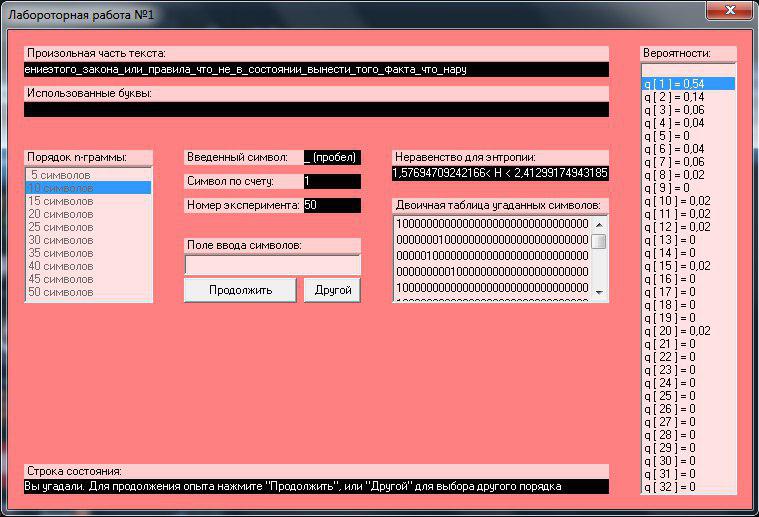 Лабороторная работа №1
Произольная часть текста:
ениеэтого_закона_или_правила_что_не_в_состоянии_вынести_того_факта_что_нару
Использованные буквы:
Порядок n-граммы:
5 символов
10 символов
15 символов
20 символов
25 символов
30 символов
35 символов
40 символов
45 символов
50 символов
Введенный символ: _ (пробел)
Символ по счету: 1
Номер эксперимента: 50
Поле ввода символов:
Продолжить Другой
Неравенство для энтропии:
1,57694709242166< H < 2,41299174943185
Двоичная таблица угаданных символов:
10000000000000000000000000000000
00000001000000000000000000000000
00000100000000000000000000000000
00000000010000000000000000000000
10000000000000000000000000000000
Вероятности:
q [ 1 ] = 0,54
q [ 2 ] = 0,14
q [ 3 ] = 0,06
q [ 4 ] = 0,04
q [ 5 ] = 0
q [ 6 ] = 0,04
q [ 7 ] = 0,06
q [ 8 ] = 0,02
q [ 9 ] = 0
q [ 10 ] = 0,02
q [ 11 ] = 0,02
q [ 12 ] = 0,02
q [ 13 ] = 0
q [ 14 ] = 0
q [ 15 ] = 0,02
q [ 16 ] = 0
q [ 17 ] = 0
q [ 18 ] = 0
q [ 19 ] = 0
q [ 20 ] = 0,02
q [ 21 ] = 0
q [ 22 ] = 0
q [ 23 ] = 0
q [ 24 ] = 0
q [ 25 ] = 0
q [ 26 ] = 0
q [ 27 ] = 0
q [ 28 ] = 0
q [ 29 ] = 0
q [ 30 ] = 0
q [ 31 ] = 0
q [ 32 ] = 0
Строка состояния:
Вы угадали. Для продолжения опыта нажмите "Продолжить", или "Другой" для выбора другого порядка